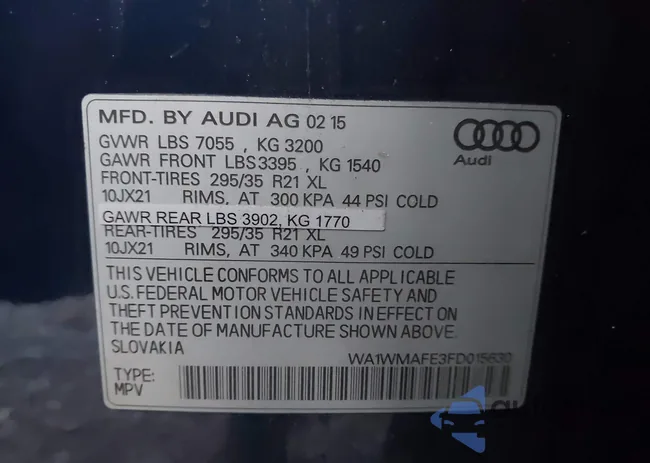 MFD. BY AUDI AG 02 15
GVWR LBS 7055 , KG 3200
GAWR FRONT LBS3395 , KG 1540
FRONT-TIRES 295/35 R21 XL
10JX21 RIMS, AT 300 KPA 44 PSI COLD
GAWR REAR LBS 3902, KG 1770
REAR-TIRES 295/35 R21 XL
10JX21 RIMS, AT 340 KPA 49 PSI COLD
Audi
THIS VEHICLE CONFORMS TO ALL APPLICABLE
U.S. FEDERAL MOTOR VEHICLE SAFETY AND
THEFT PREVENTION STANDARDS IN EFFECT ON
THE DATE OF MANUFACTURE SHOWN ABOVE.
SLOVAKIA
WA1WMAFE3FD015630
TYPE:
MPV